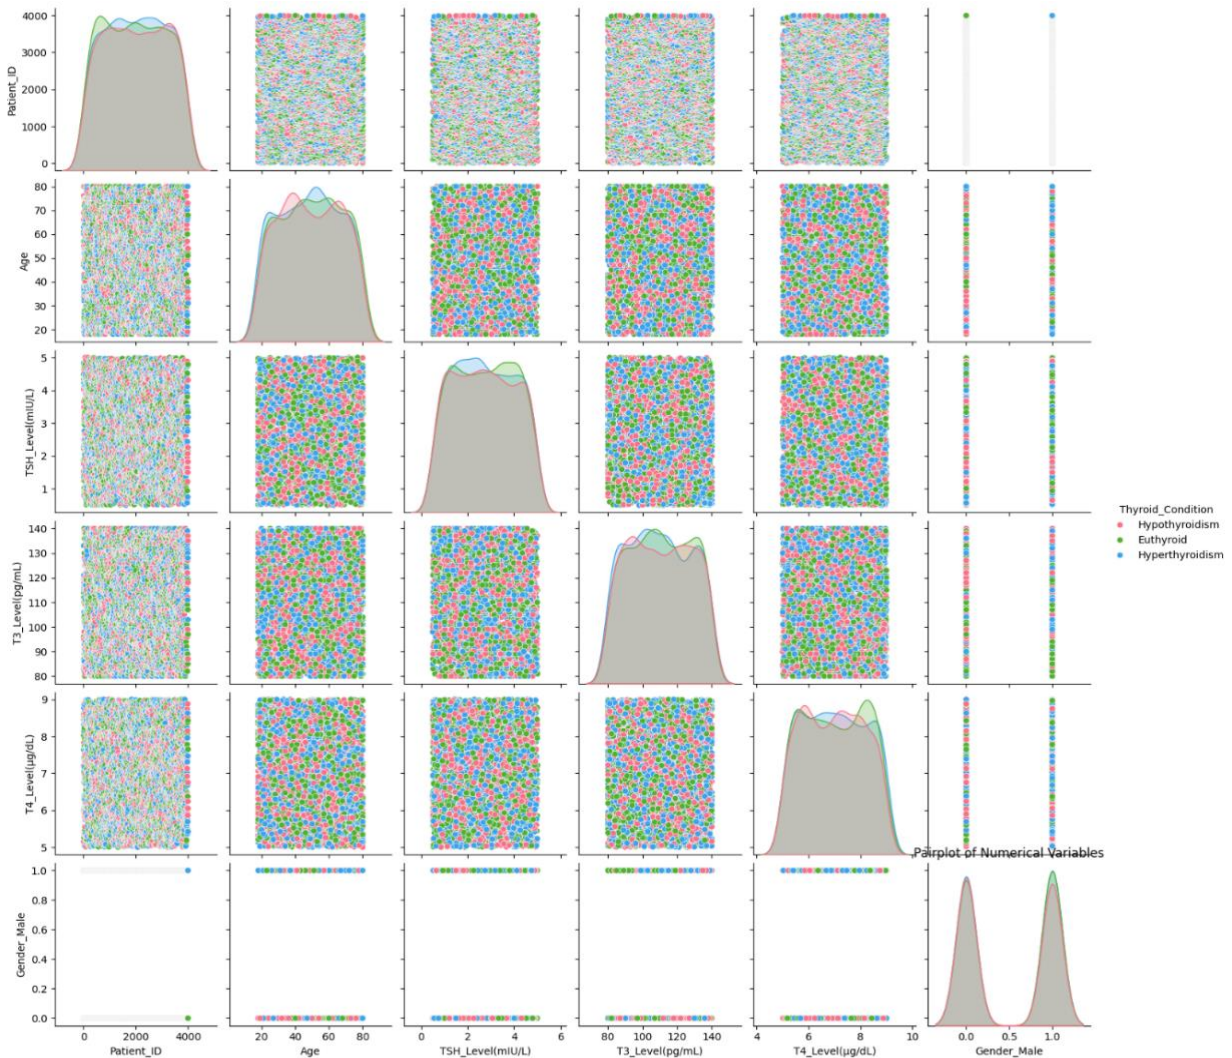 4000
3000
2000
1000
0
Patient_ID
80
70
60
50
40
30
20
Age
5
4
3
2
1
TSH_Level(mIU/L)
140
130
120
110
100
90
80
T3_Level(pg/mL)
Thyroid_Condition
Hypothyroidism
Euthyroid
Hyperthyroidism
9
8
7
6
5
T4_Level(µg/dL)
Pairplot of Numerical Variables
1.0
0.8
0.6
0.4
0.2
0.0
Gender_Male
0 2000 4000
20 40 60 80
0 2 4 6
80 100 120 140
4 6 8 10
0.0 0.5 1.0
Patient_ID
Age
TSH_Level(mIU/L)
T3_Level(pg/mL)
T4_Level(µg/dL)
Gender_Male